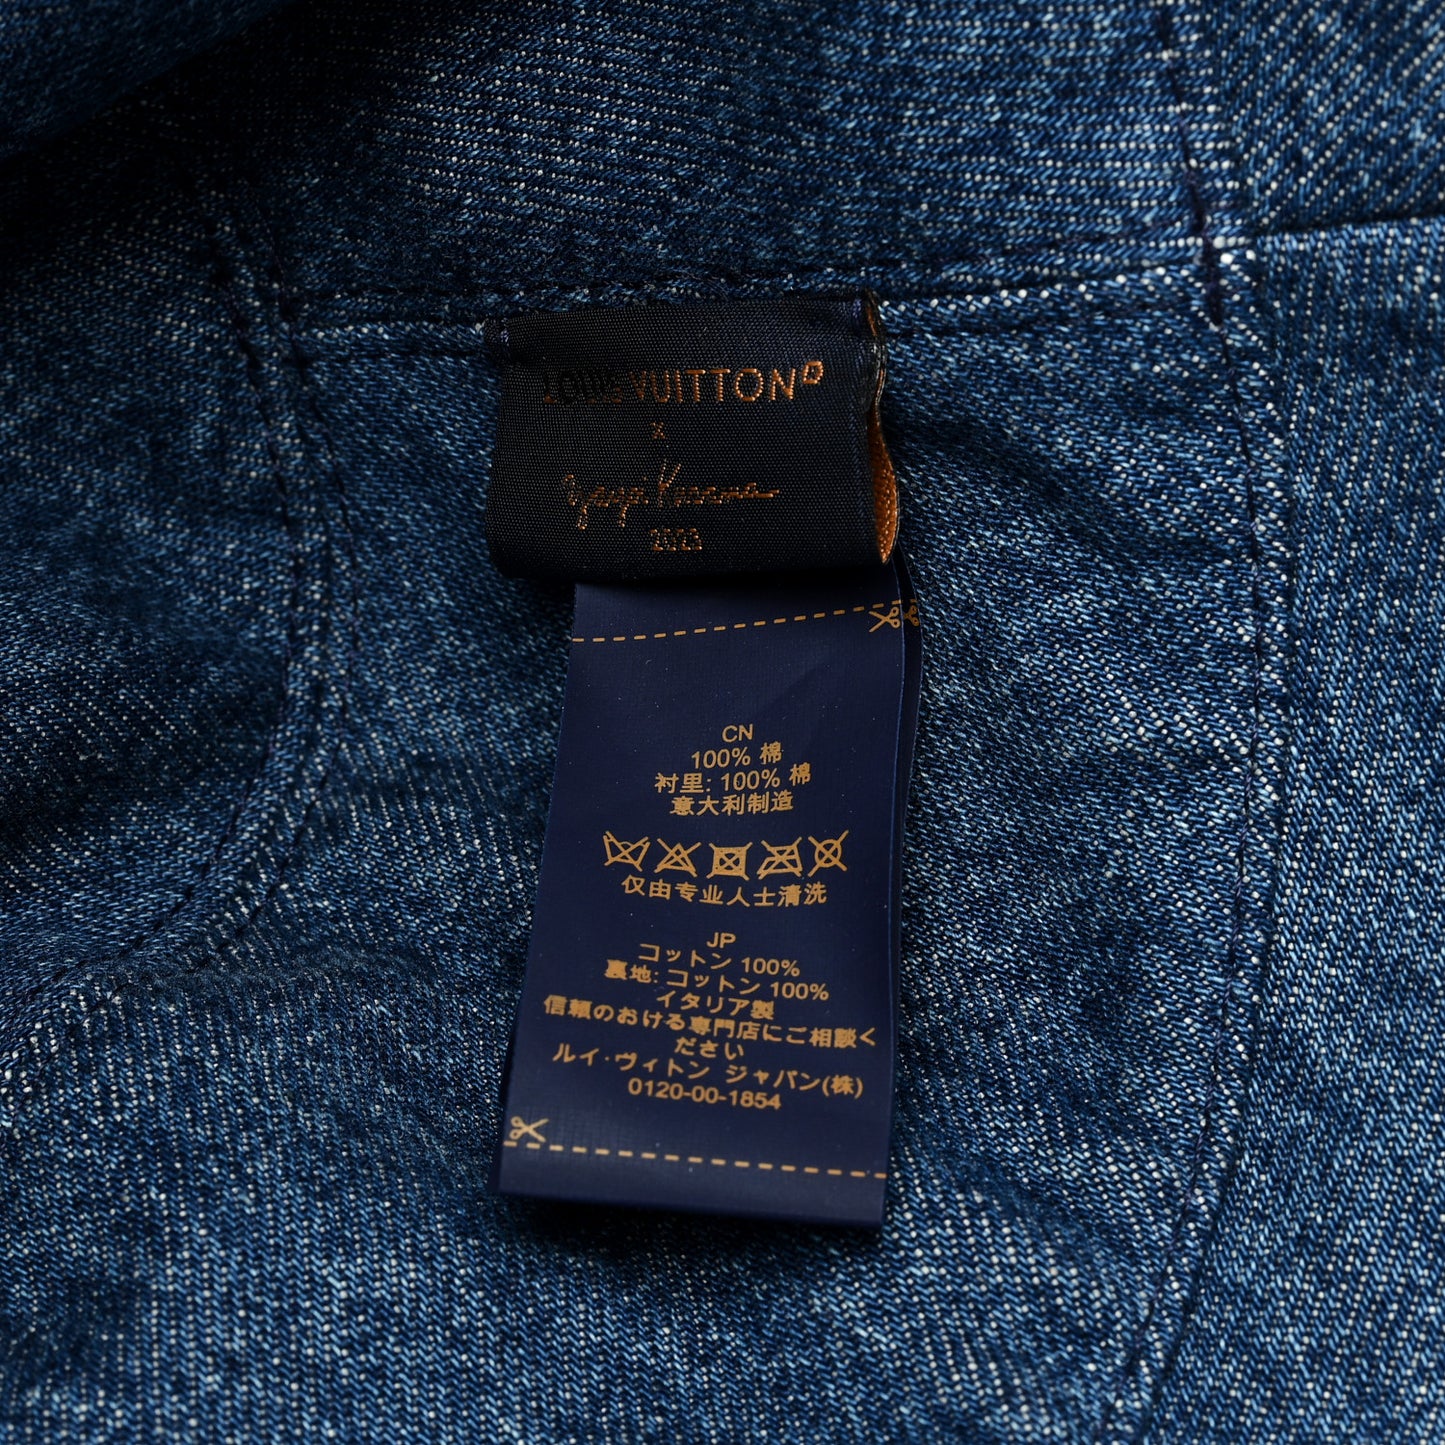 LOUIS VUITTON
x
Yayoi Kusama
2023
CN
100% 棉
衬里: 100% 棉
意大利制造
仅由专业人士清洗
JP
コットン 100%
裏地: コットン 100%
イタリア製
信頼のおける専門店にご相談く
ださい
ルイ・ヴィトン ジャパン(株)
0120-00-1854